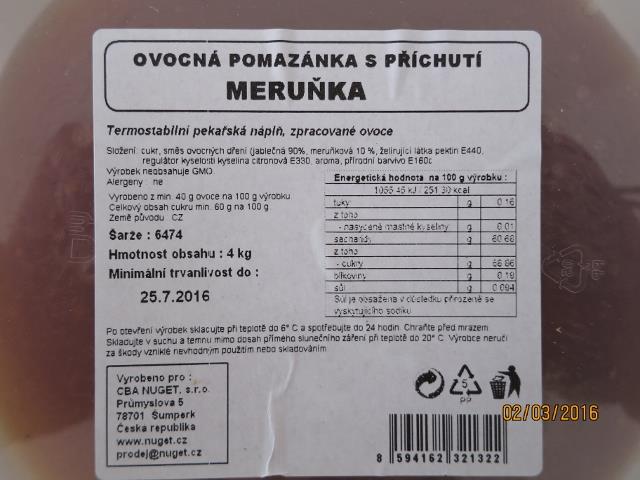 OVOCNÁ POMAZÁNKA S PŘÍCHUTÍ
MERUŇKA
Termostabilní pekařská náplň, zpracované ovoce
Složení: cukr, směs ovocných dření (jablečná 90%, meruňková 10 %, želírující látka pektin E440,
regulátor kyselosti kyselina citronová E330, aroma, přírodní barvivo E160c
Výrobek neobsahuje GMO.
Alergeny : ne
Vyrobeno z min. 40 g ovoce na 100 g výrobku
Celkový obsah cukru min. 60 g na 100 g
Země původu CZ
Šarže : 6474
Hmotnost obsahu : 4 kg
Minimální trvanlivost do :
25.7.2016
Energetická hodnota na 100 g výrobku :
kJ / 251 30 kcal
tuky g 0 16
z toho
- nasycené mastné kyseliny g 0 01
sacharidy g 60 68
z toho
- cukry g
bílkoviny g 0 19
sůl g 0 094
Sůl je obsažena v důsledku přirozeně se
vyskytujícího sodíku
Po otevření výrobek skladujte při teplotě do 6° C a spotřebujte do 24 hodin. Chraňte před mrazem
Skladujte v suchu a temnu mimo dosah přímého slunečního záření při teplotě do 20° C. Výrobce neručí
za škody vzniklé nevhodným použitím nebo skladováním
Vyrobeno pro :
CBA NUGET, s.r.o.
Průmyslova 5
78701 Šumperk
Česka republika
www.nuget.cz
prodej@nuget.cz
5
PP
8 594162 321322
02/03/2016